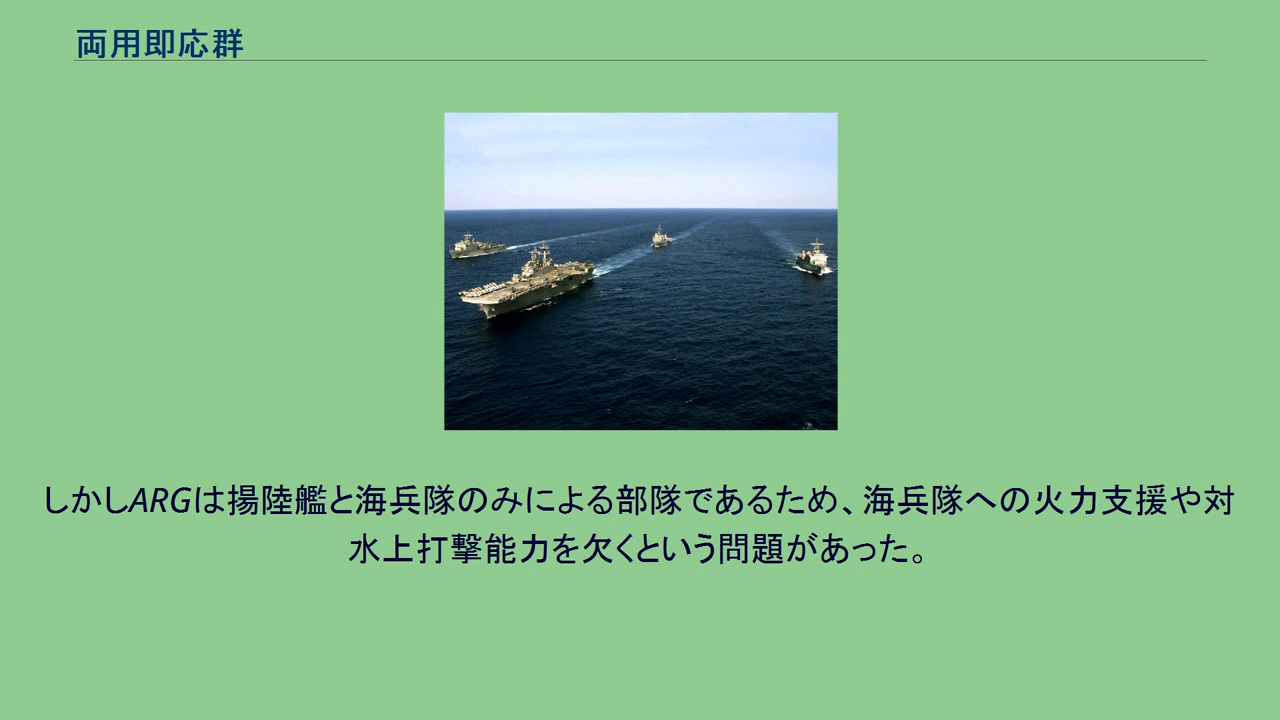 両用即応群
しかしARGは揚陸艦と海兵隊のみによる部隊であるため、海兵隊への火力支援や対
水上打撃能力を欠くという問題があった。